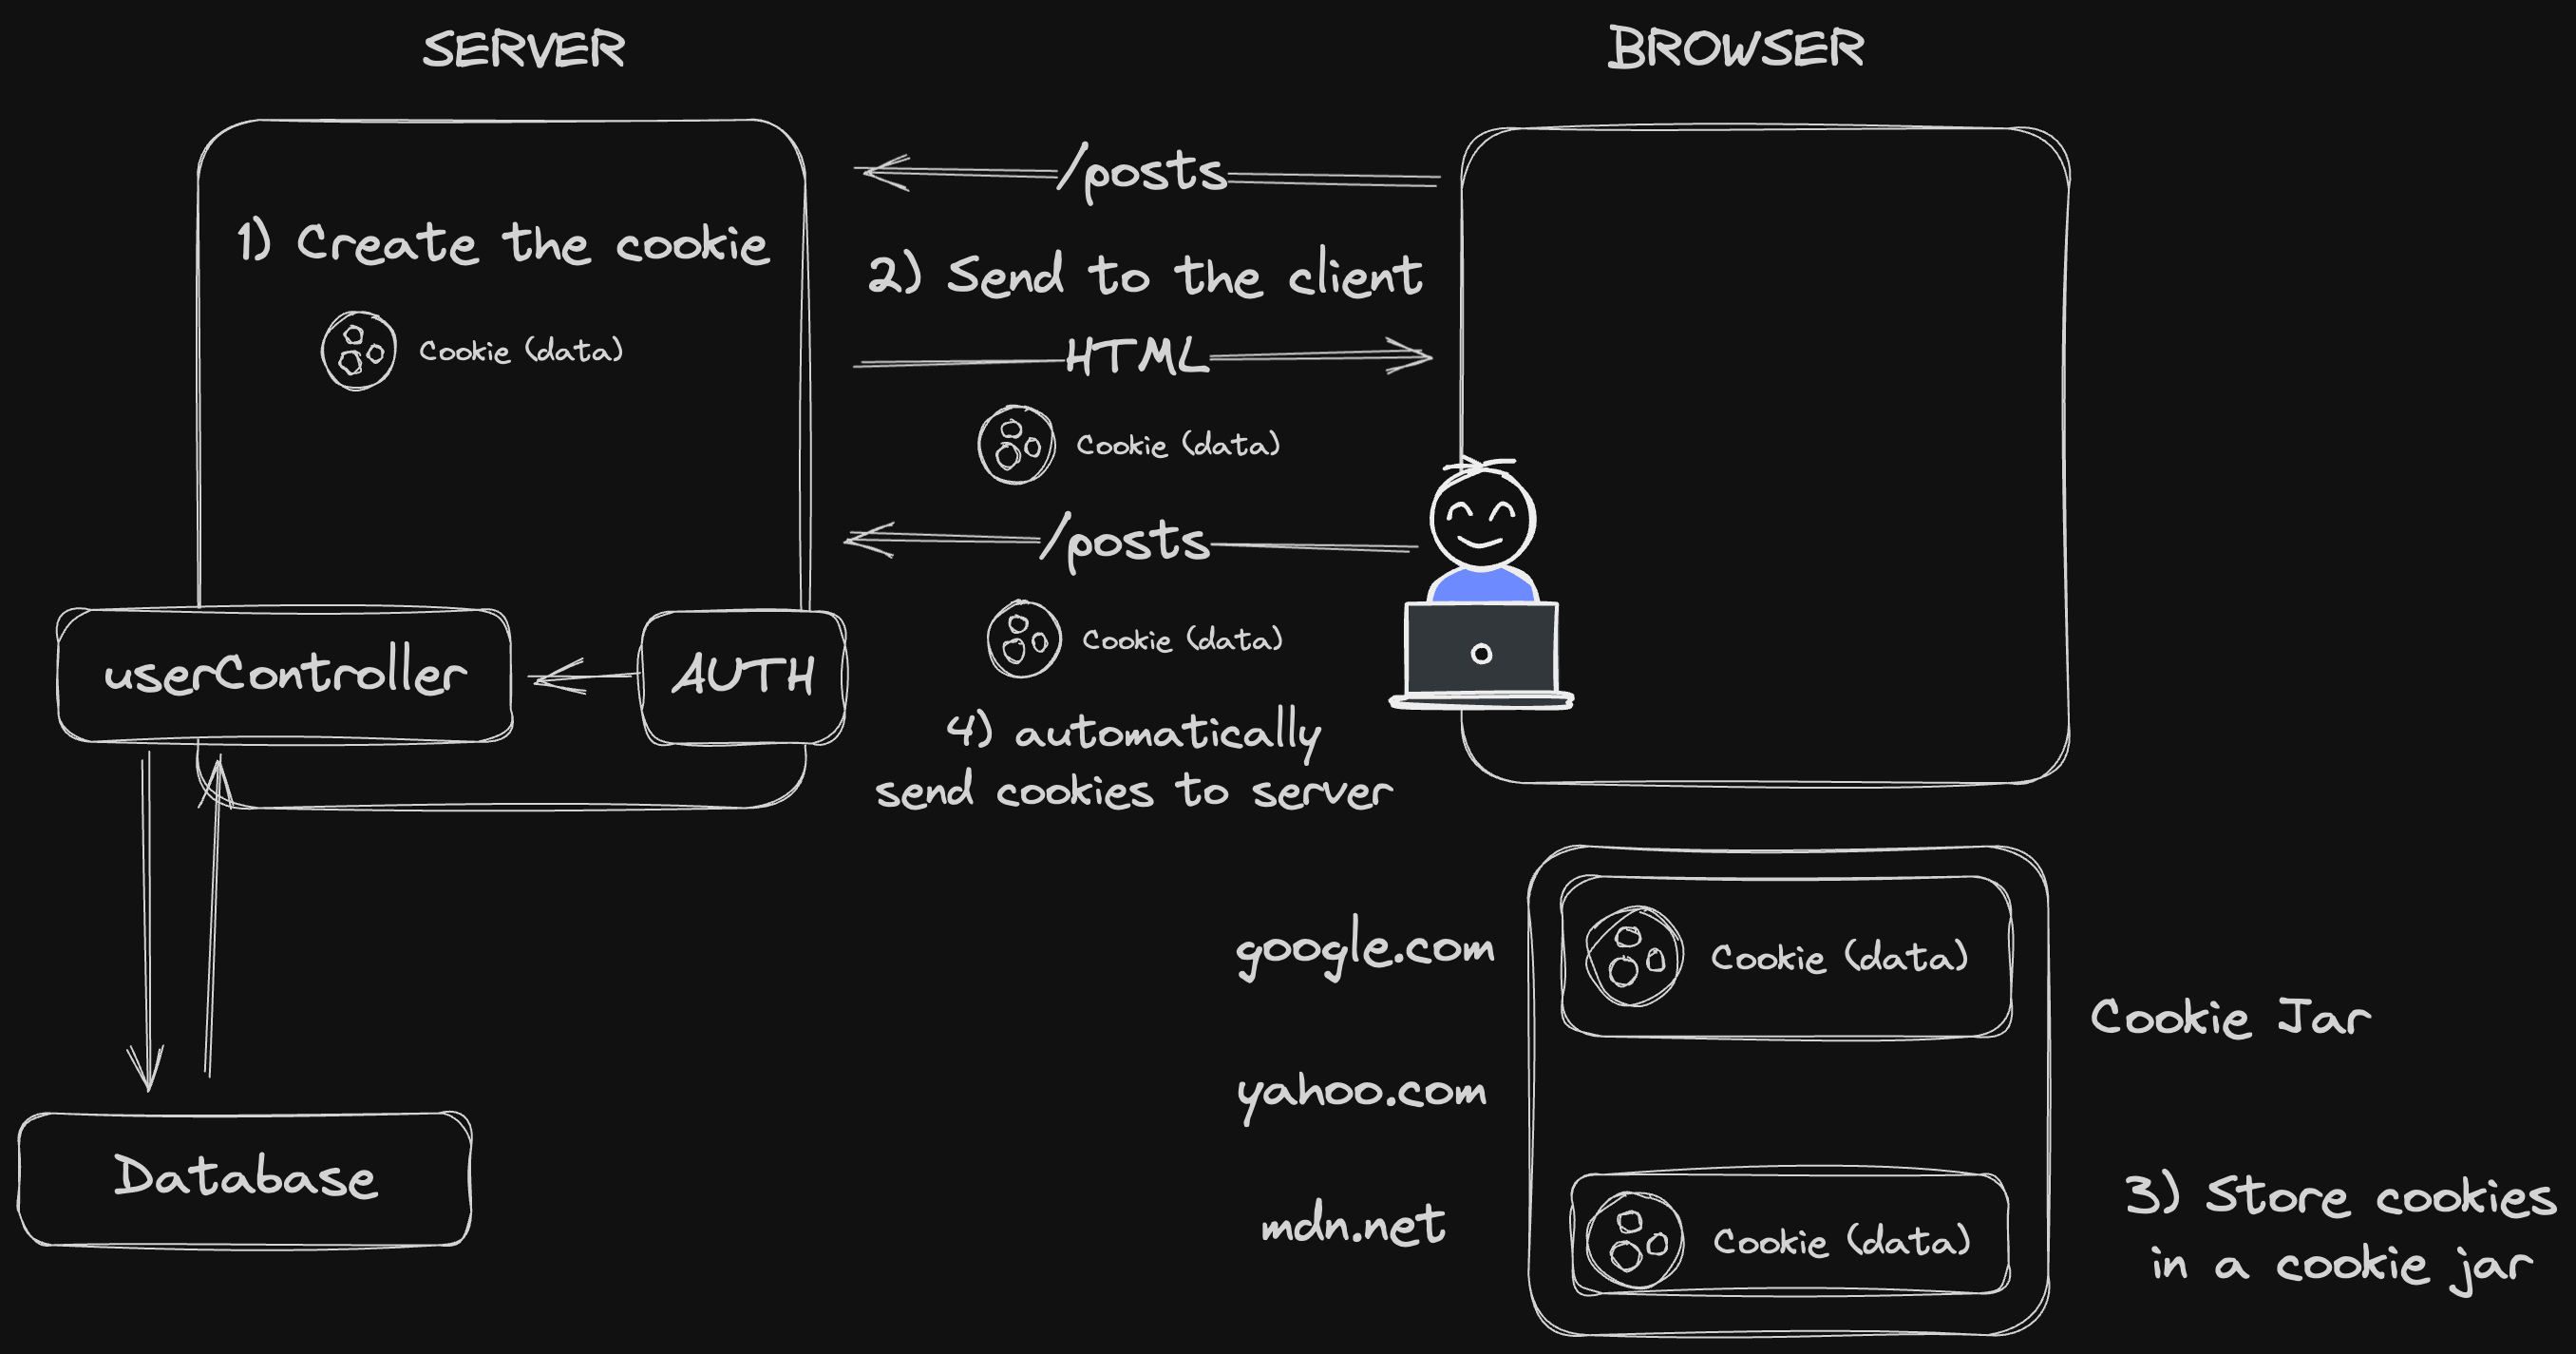 SERVER
BROWSER
/posts
1) Create the cookie
2) Send to the client
Cookie (data)
HTML
Cookie (data)
/posts
Cookie (data)
userController
AUTH
4) automatically
send cookies to server
google.com
Cookie (data)
Cookie Jar
yahoo.com
Database
mdn.net
Cookie (data)
3) Store cookies
in a cookie jar